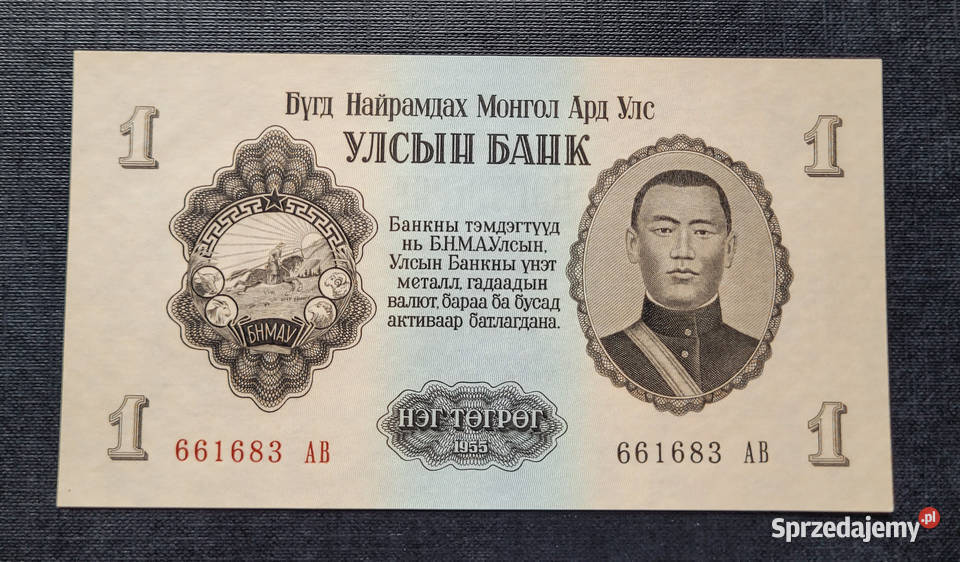 1
1
Бүгд Найрамдах Монгол Ард Улс
УЛСЫН БАНК
Банкны тэмдэгтүүд
нь Б.Н.М.А.Улсын,
Улсын Банкны үнэт
металл, гадаадын
валют, бараа ба бусад
активаар батлагдана.
БНМАУ
НЭГ ТӨГРӨГ
1955
1
1
661683 АВ
661683 АВ
Sprzedajemy.pl